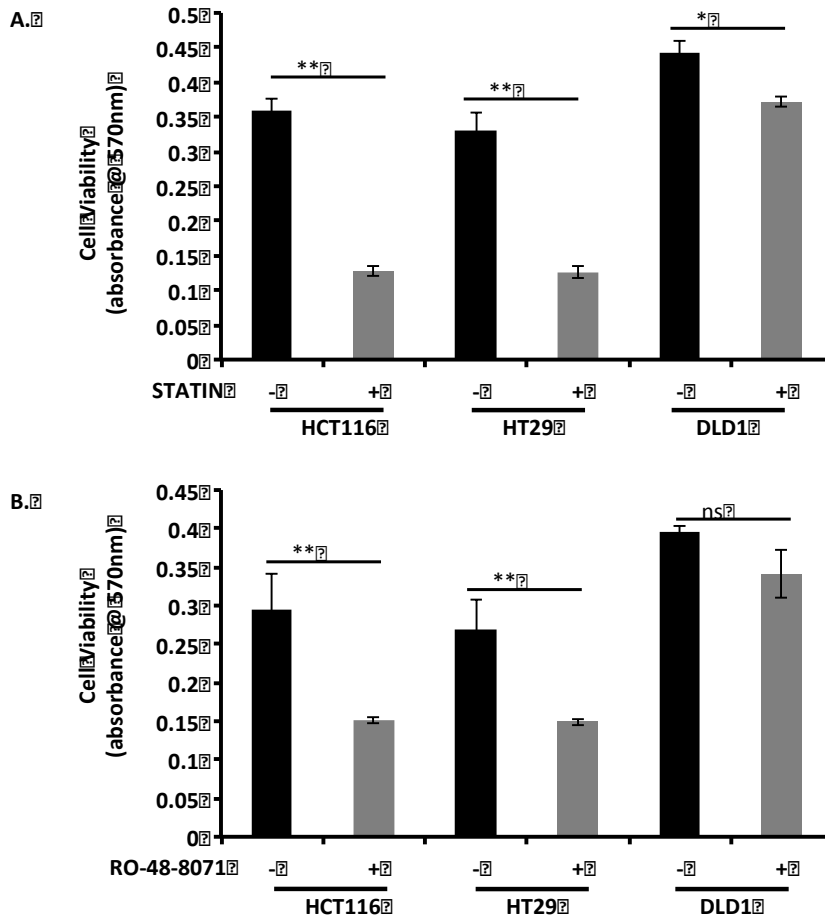 A.
0.5
0.45
0.4
0.35
0.3
0.25
0.2
0.15
0.1
0.05
0
Cell Viability
(absorbance @ 570nm)
**
**
*
STATIN - + - + - +
HCT116 HT29 DLD1
B.
0.45
0.4
0.35
0.3
0.25
0.2
0.15
0.1
0.05
0
Cell Viability
(absorbance @ 570nm)
**
**
ns
RO-48-8071 - + - + - +
HCT116 HT29 DLD1